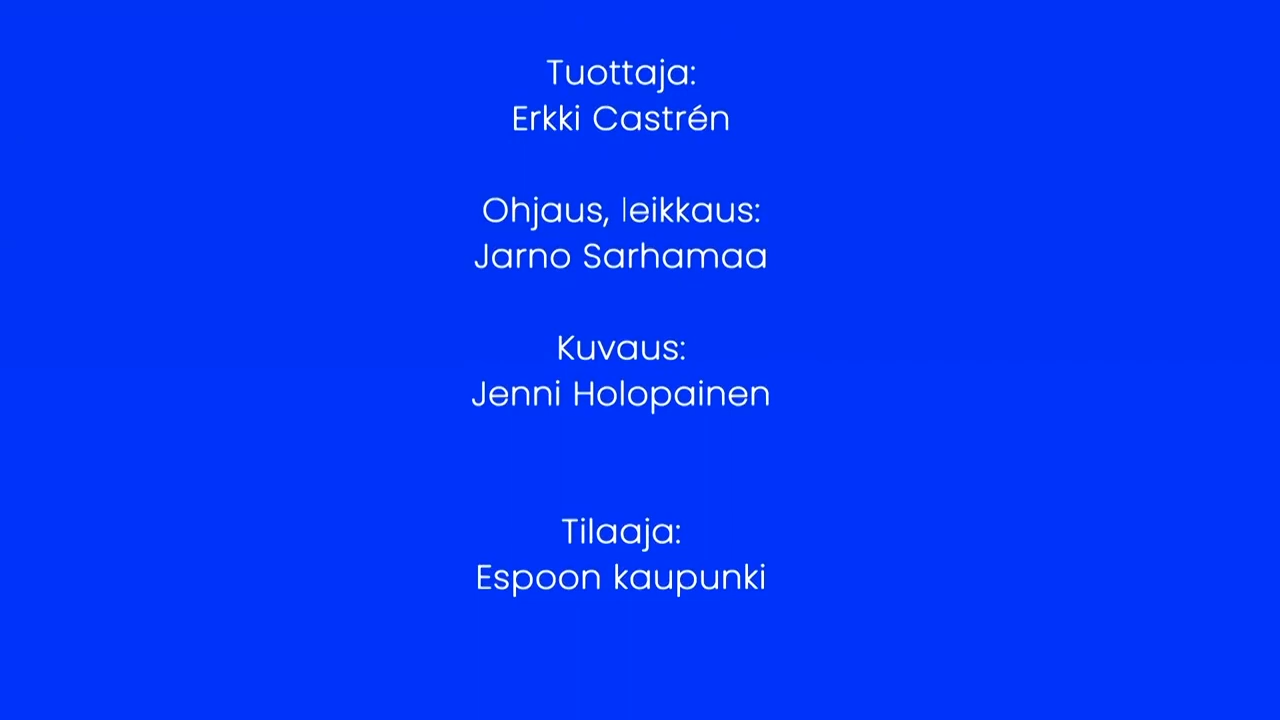 Tuottaja:
Erkki Castrén
Ohjaus, leikkaus:
Jarno Sarhamaa
Kuvaus:
Jenni Holopainen
Tilaaja:
Espoon kaupunki